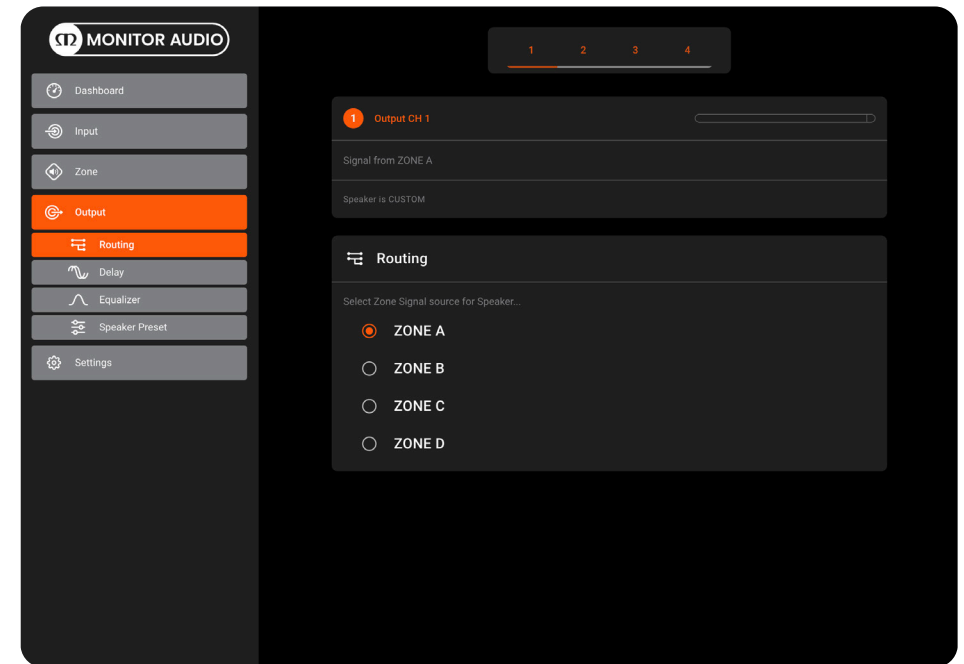 MONITOR AUDIO
Dashboard
Input
Zone
Output
Routing
Delay
Equalizer
Speaker Preset
Settings
1 2 3 4
1 Output CH 1
Signal from ZONE A
Speaker is CUSTOM
Routing
Select Zone Signal source for Speaker...
ZONE A
ZONE B
ZONE C
ZONE D